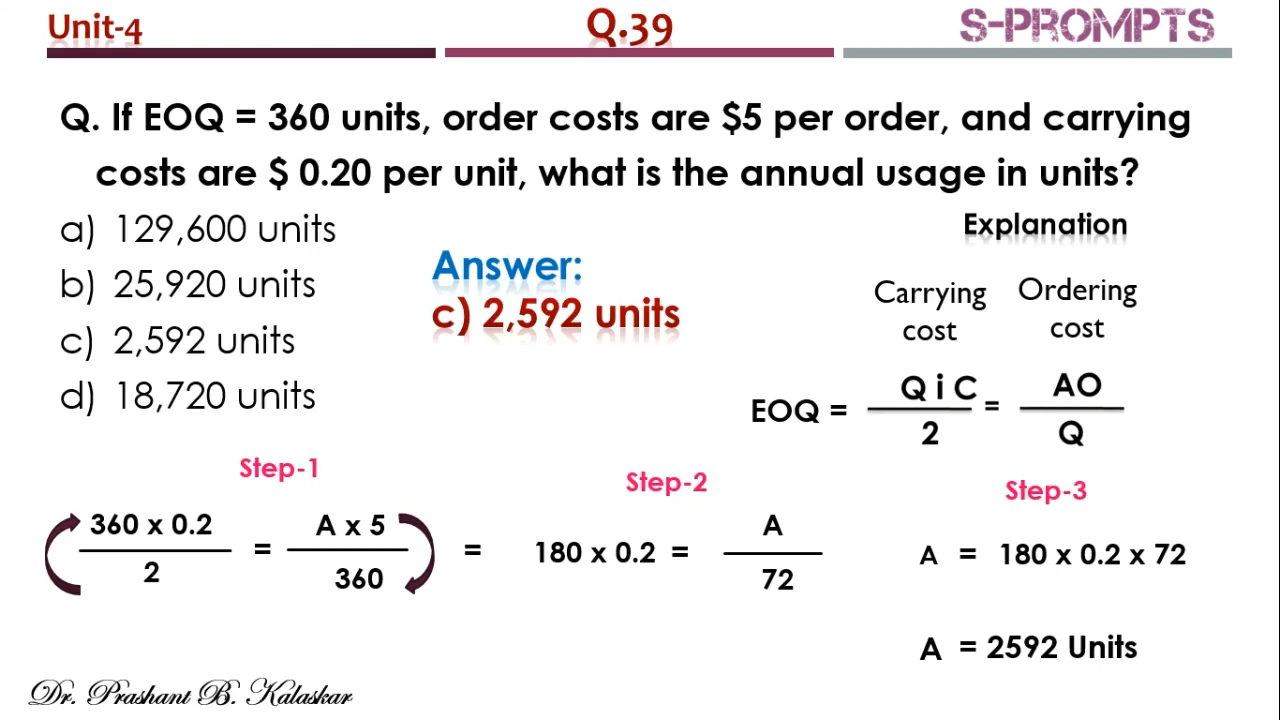 Unit-4
Q.39
S-PROMPTS
Q. If EOQ = 360 units, order costs are $5 per order, and carrying
costs are $ 0.20 per unit, what is the annual usage in units?
a) 129,600 units
b) 25,920 units
c) 2,592 units
d) 18,720 units
Answer:
c) 2,592 units
Explanation
Carrying cost
Ordering cost
EOQ = Q i C / 2 = AO / Q
Step-1
360 x 0.2 / 2 = A x 5 / 360
=
Step-2
180 x 0.2 = A / 72
Step-3
A = 180 x 0.2 x 72
A = 2592 Units
Dr. Prashant B. Kalaskar